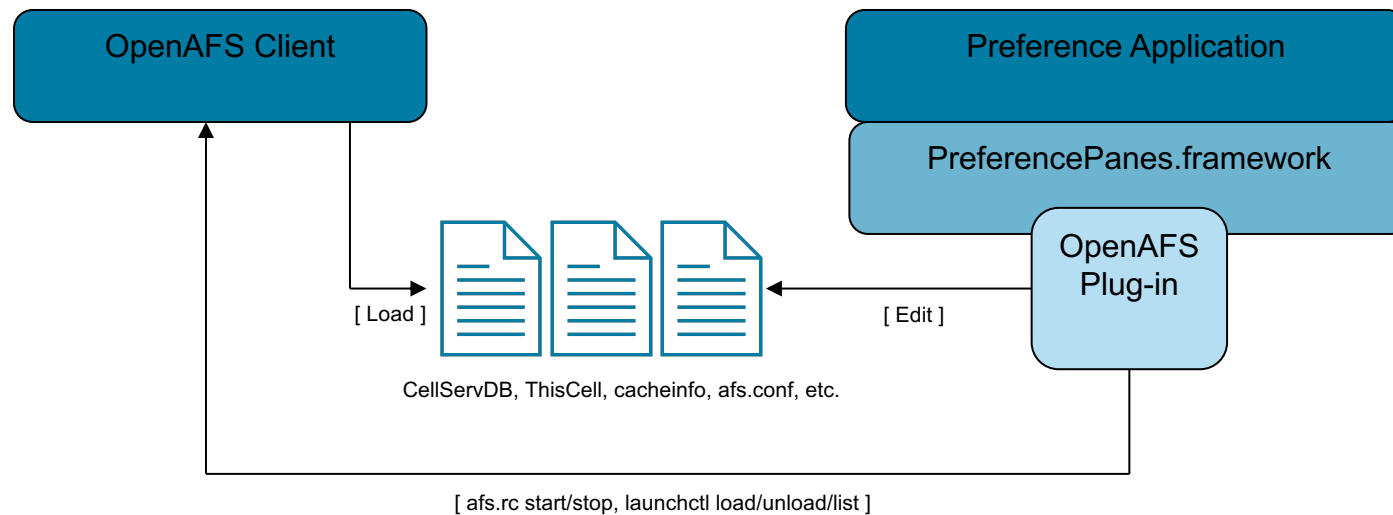 OpenAFS Client
Preference Application
PreferencePanes.framework
OpenAFS
Plug-in
[ Load ]
[ Edit ]
CellServDB, ThisCell, cacheinfo, afs.conf, etc.
[ afs.rc start/stop, launchctl load/unload/list ]